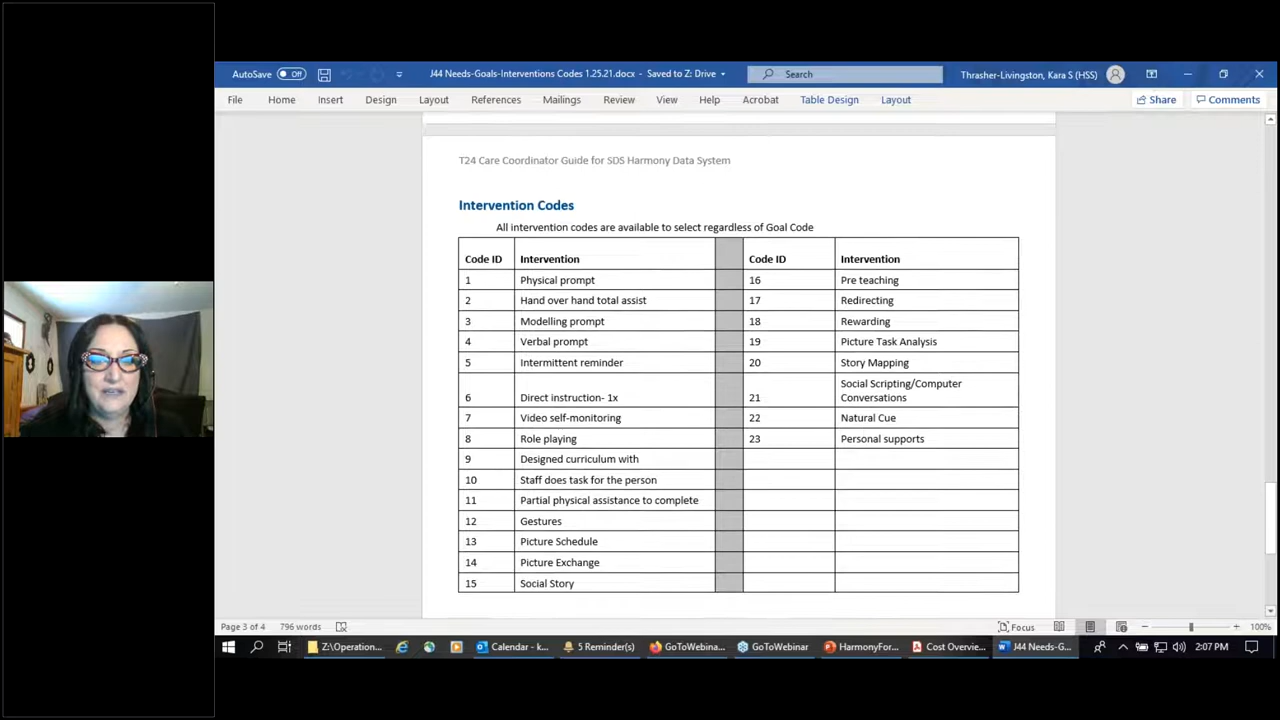 AutoSave Off J44 Needs-Goals-Interventions Codes 1.25.21.docx - Saved to Z: Drive Search Thrasher-Livingston, Kara S (HSS)
File Home Insert Design Layout References Mailings Review View Help Acrobat Table Design Layout Share Comments
T24 Care Coordinator Guide for SDS Harmony Data System
Intervention Codes
All intervention codes are available to select regardless of Goal Code
Code ID Intervention Code ID Intervention
1 Physical prompt 16 Pre teaching
2 Hand over hand total assist 17 Redirecting
3 Modelling prompt 18 Rewarding
4 Verbal prompt 19 Picture Task Analysis
5 Intermittent reminder 20 Story Mapping
6 Direct instruction- 1x 21 Social Scripting/Computer
Conversations
7 Video self-monitoring 22 Natural Cue
8 Role playing 23 Personal supports
9 Designed curriculum with
10 Staff does task for the person
11 Partial physical assistance to complete
12 Gestures
13 Picture Schedule
14 Picture Exchange
15 Social Story
Page 3 of 4 796 words Focus 100%
Z:\Operation... Calendar - k... 5 Reminder(s) GoToWebina... GoToWebinar HarmonyFor... Cost Overvie... J44 Needs-G... 2:07 PM